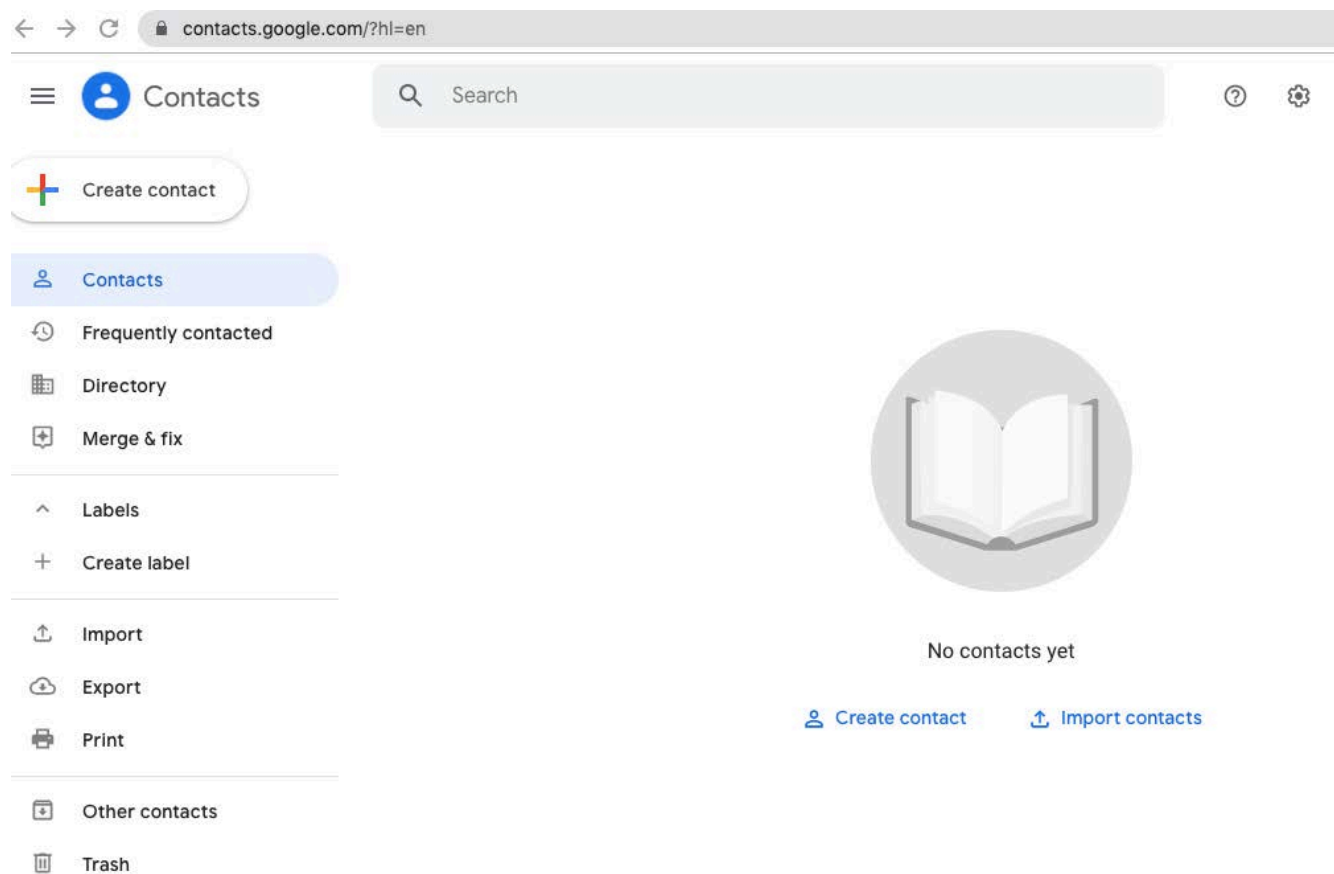 contacts.google.com/?hl=en
Contacts
Search
Create contact
Contacts
Frequently contacted
Directory
Merge & fix
Labels
Create label
Import
Export
Print
Other contacts
Trash
No contacts yet
Create contact Import contacts